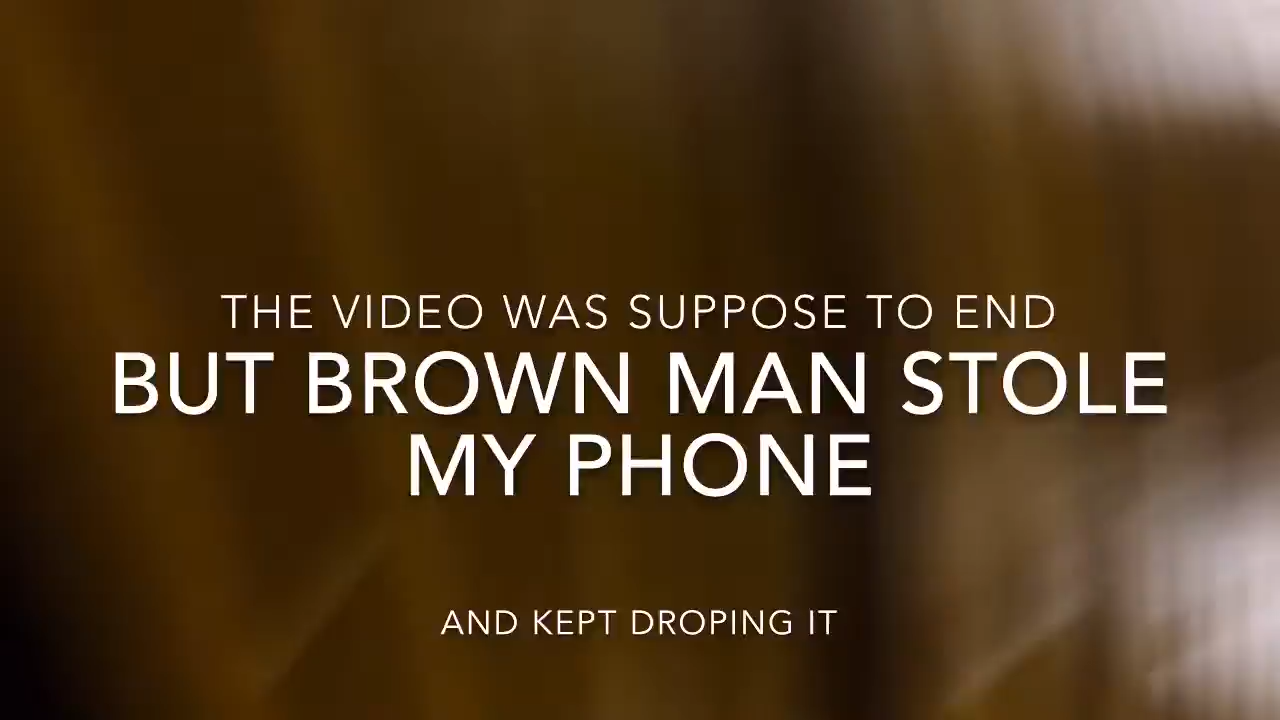 THE VIDEO WAS SUPPOSE TO END
BUT BROWN MAN STOLE
MY PHONE
AND KEPT DROPING IT